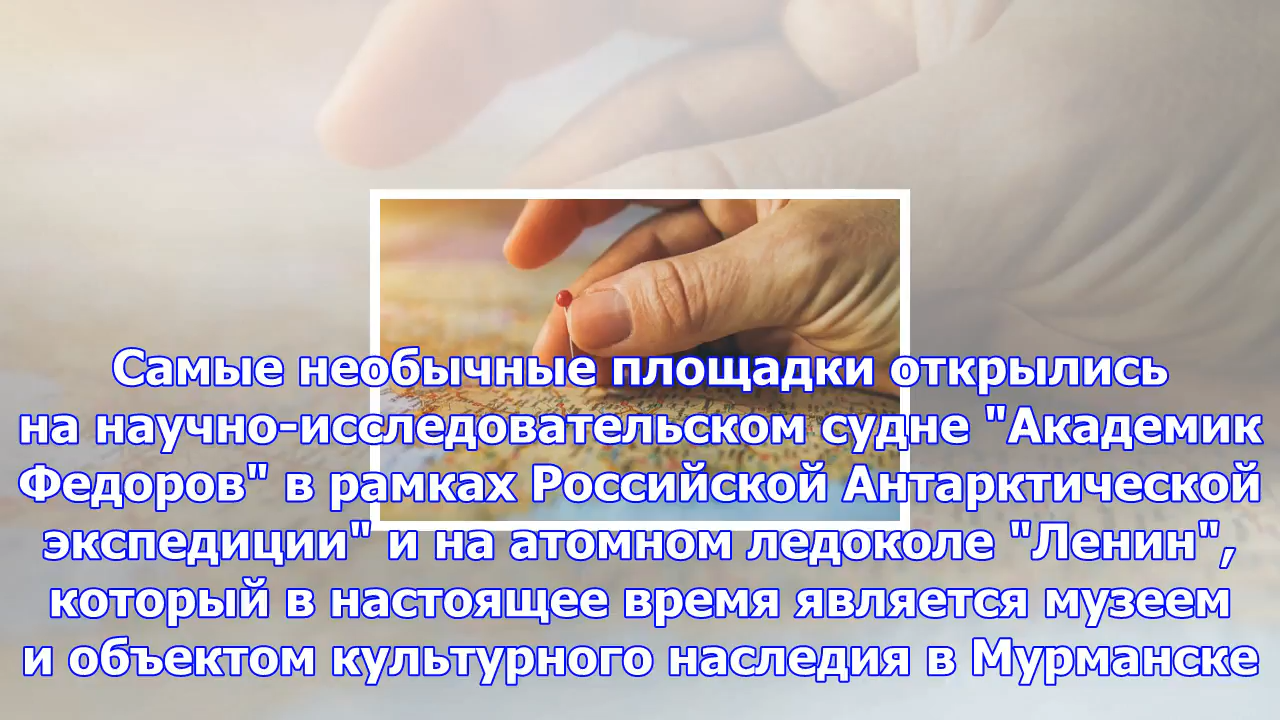 Самые необычные площадки открылись
на научно-исследовательском судне "Академик
Федоров" в рамках Российской Антарктической
экспедиции" и на атомном ледоколе "Ленин",
который в настоящее время является музеем
и объектом культурного наследия в Мурманске